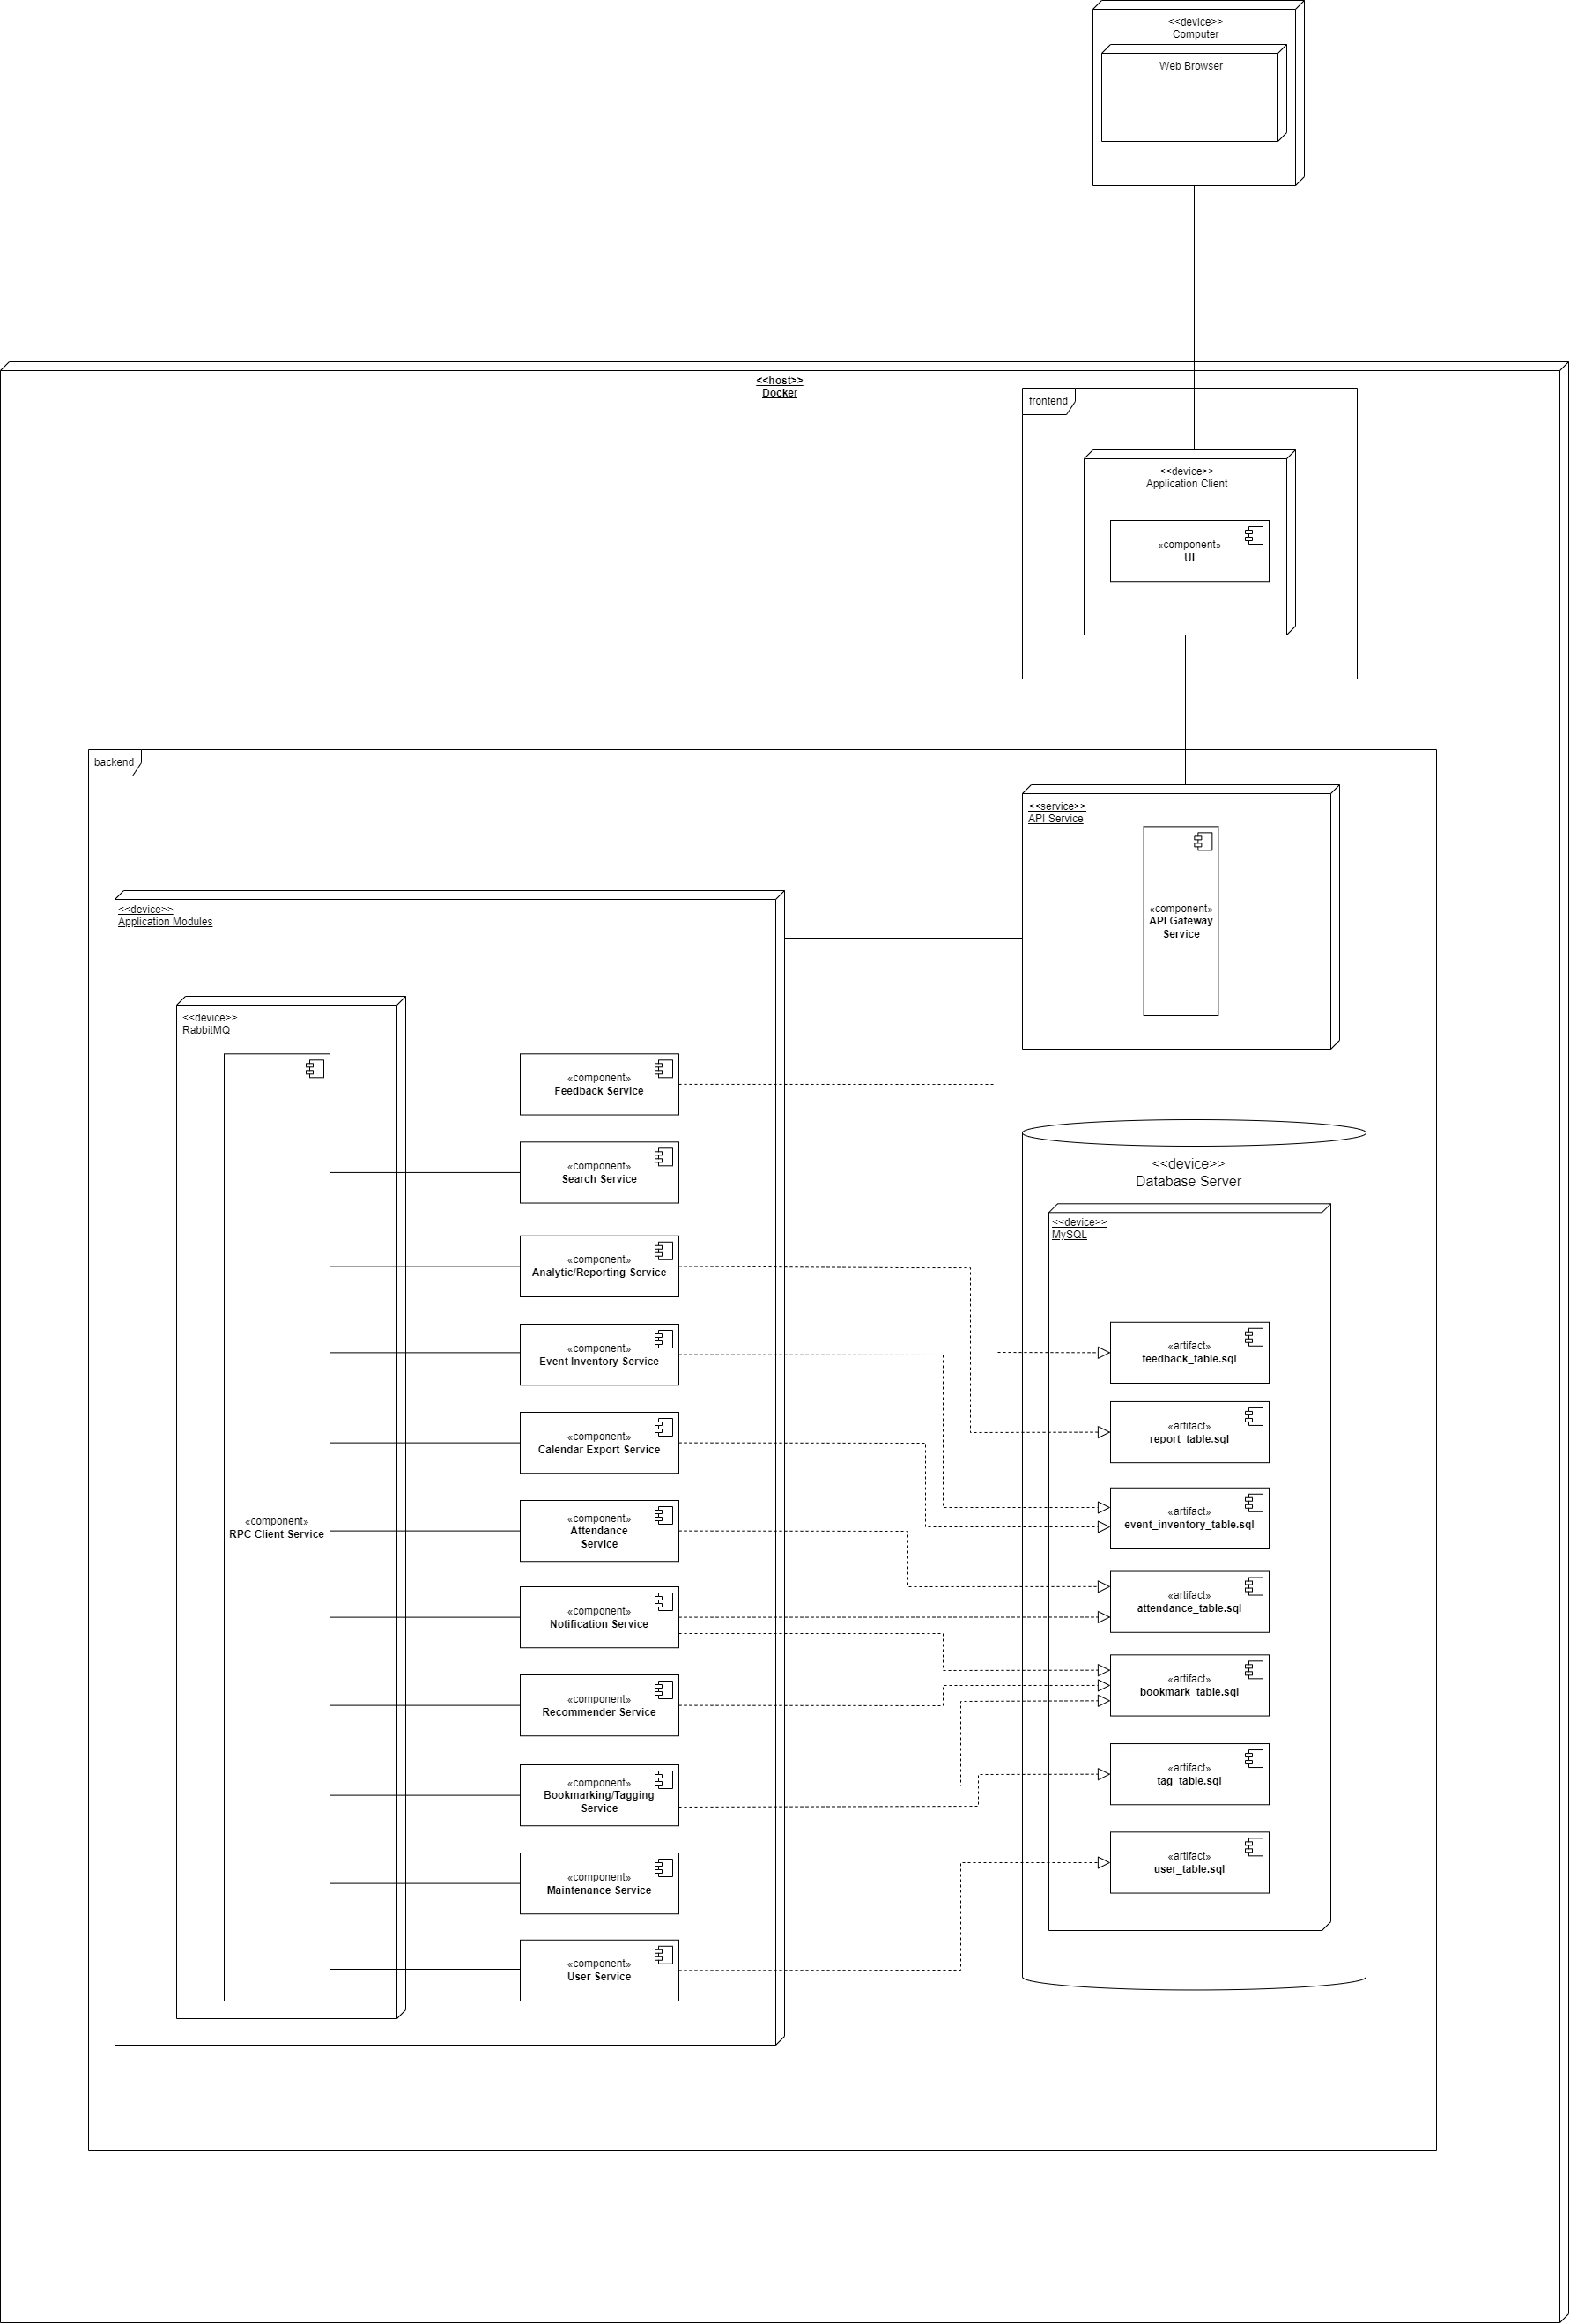 <<device>>
Computer
Web Browser
<<host>>
Docker
frontend
<<device>>
Application Client
«component»
UI
backend
<<service>>
API Service
«component»
API Gateway
Service
<<device>>
Application Modules
<<device>>
RabbitMQ
«component»
RPC Client Service
«component»
Feedback Service
«component»
Search Service
«component»
Analytic/Reporting Service
«component»
Event Inventory Service
«component»
Calendar Export Service
«component»
Attendance
Service
«component»
Notification Service
«component»
Recommender Service
«component»
Bookmarking/Tagging
Service
«component»
Maintenance Service
«component»
User Service
<<device>>
Database Server
<<device>>
MySQL
«artifact»
feedback_table.sql
«artifact»
report_table.sql
«artifact»
event_inventory_table.sql
«artifact»
attendance_table.sql
«artifact»
bookmark_table.sql
«artifact»
tag_table.sql
«artifact»
user_table.sql